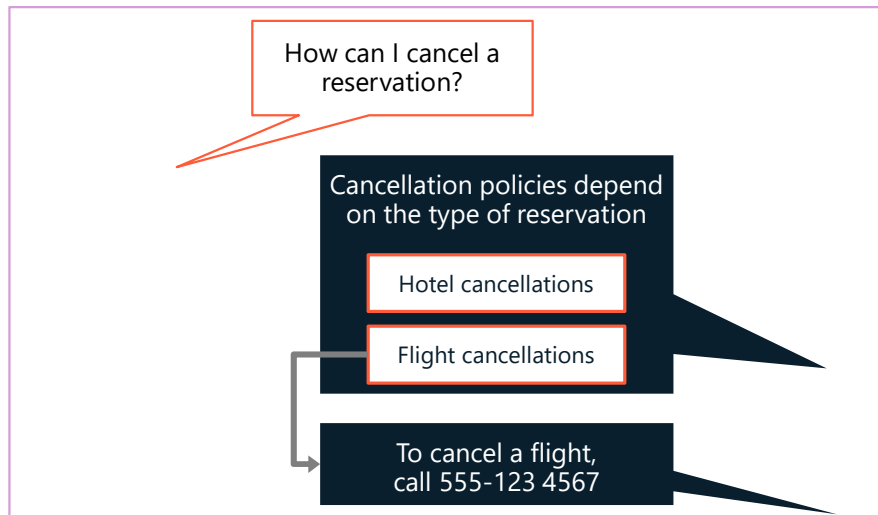 How can I cancel a
reservation?
Cancellation policies depend
on the type of reservation
Hotel cancellations
Flight cancellations
To cancel a flight,
call 555-123 4567